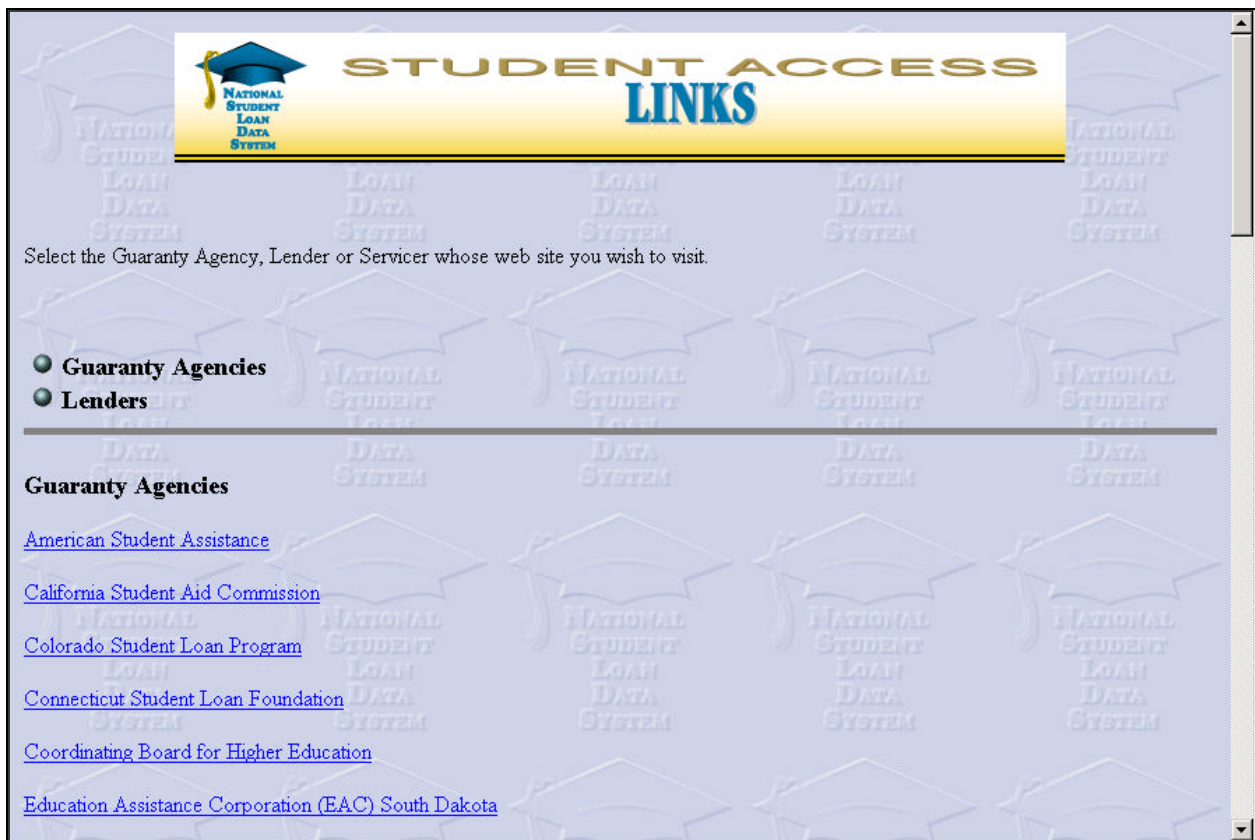 STUDENT ACCESS
LINKS
NATIONAL
STUDENT
LOAN
DATA
SYSTEM
Select the Guaranty Agency, Lender or Servicer whose web site you wish to visit.
Guaranty Agencies
Lenders
Guaranty Agencies
American Student Assistance
California Student Aid Commission
Colorado Student Loan Program
Connecticut Student Loan Foundation
Coordinating Board for Higher Education
Education Assistance Corporation (EAC) South Dakota